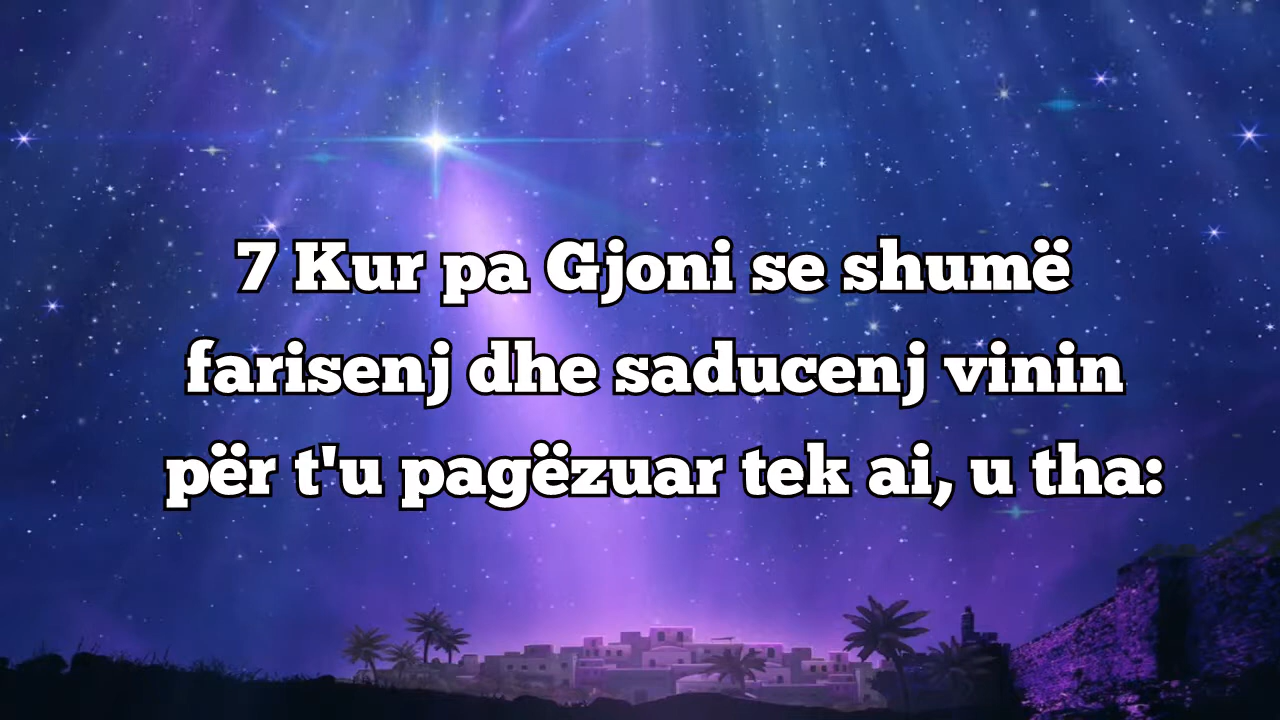 7 Kur pa Gjoni se shumë
farisenj dhe saducenj vinin
për t'u pagëzuar tek ai, u tha: